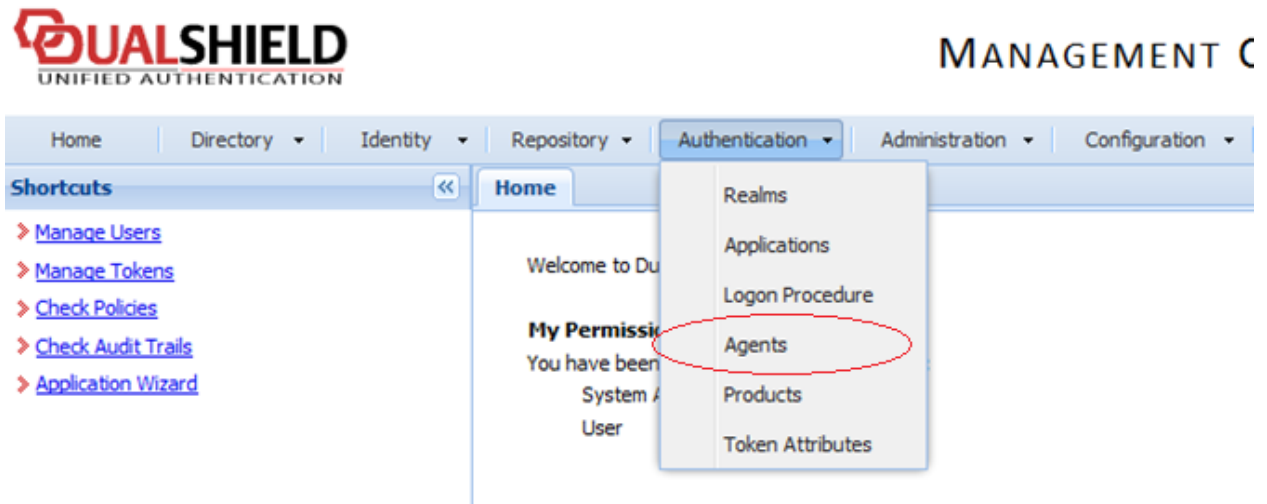 DUALSHIELD
UNIFIED AUTHENTICATION
MANAGEMENT
Home Directory Identity Repository Authentication Administration Configuration
Shortcuts
Manage Users
Manage Tokens
Check Policies
Check Audit Trails
Application Wizard
Home
Welcome to
My
You have been
System
User
Realms
Applications
Logon Procedure
Agents
Products
Token Attributes